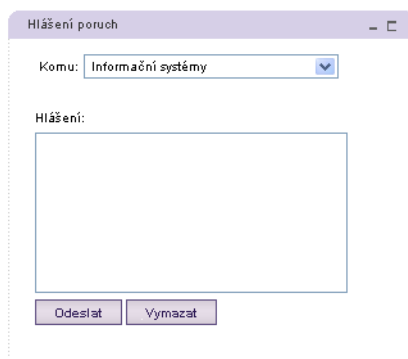 Hlášení poruch
Komu: Informační systémy
Hlášení:
Odeslat Vymazat